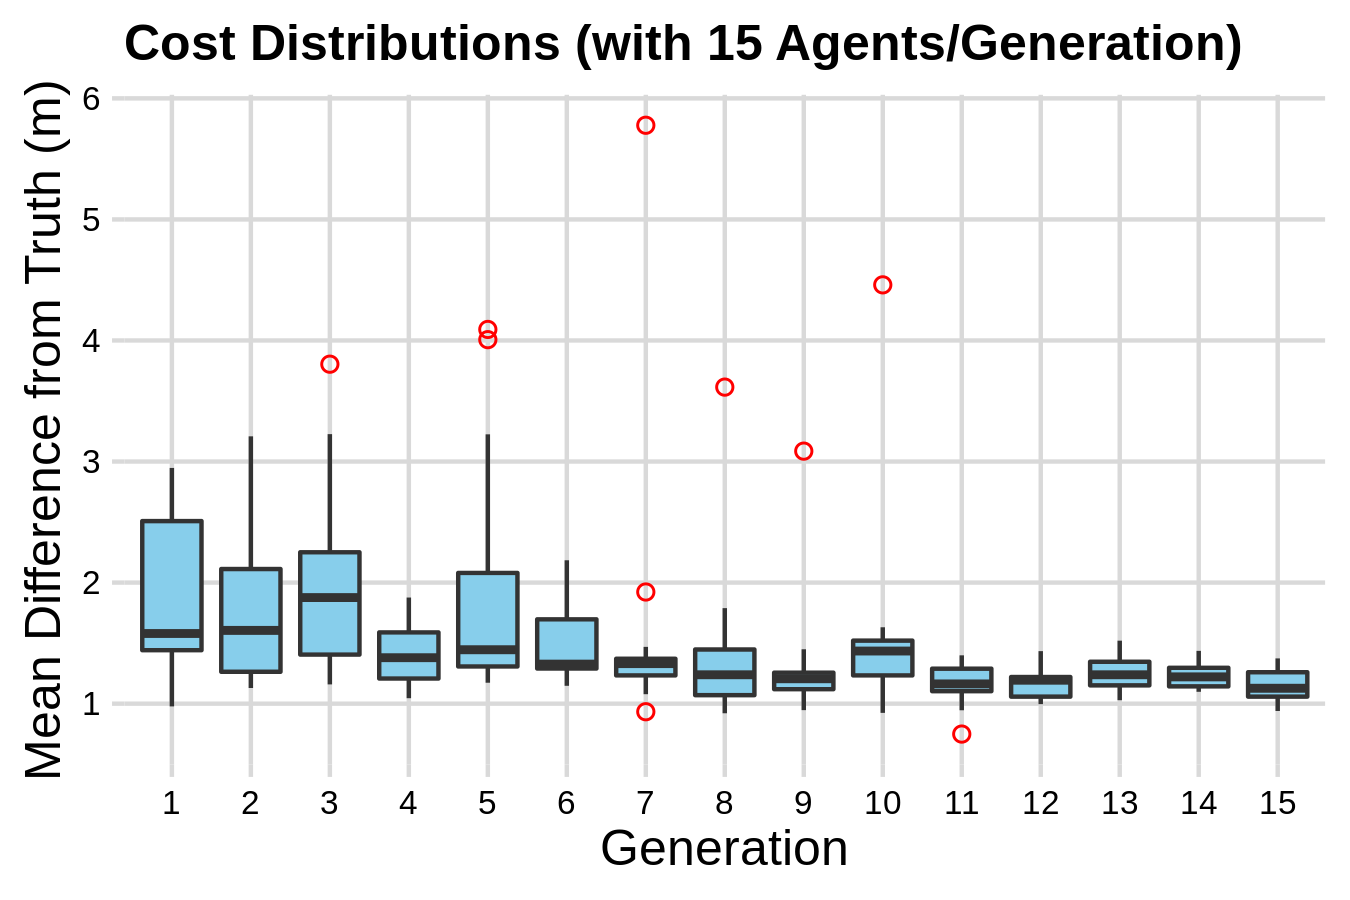 Cost Distributions (with 15 Agents/Generation)
Mean Difference from Truth (m)
6
5
4
3
2
1
1 2 3 4 5 6 7 8 9 10 11 12 13 14 15
Generation